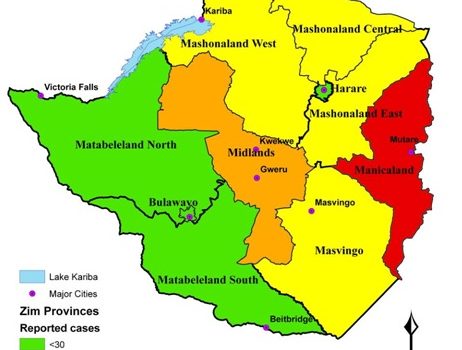 Kariba
Mashonaland Central
Mashonaland West
Victoria Falls
Harare
Mashonaland East
Kwekwe
Mutare
Matabeleland North
Midlands
Manicaland
Gweru
Bulawayo
Masvingo
Masvingo
Matabeleland South
Lake Kariba
Major Cities
Zim Provinces
Beitbridge
Reported cases
<30